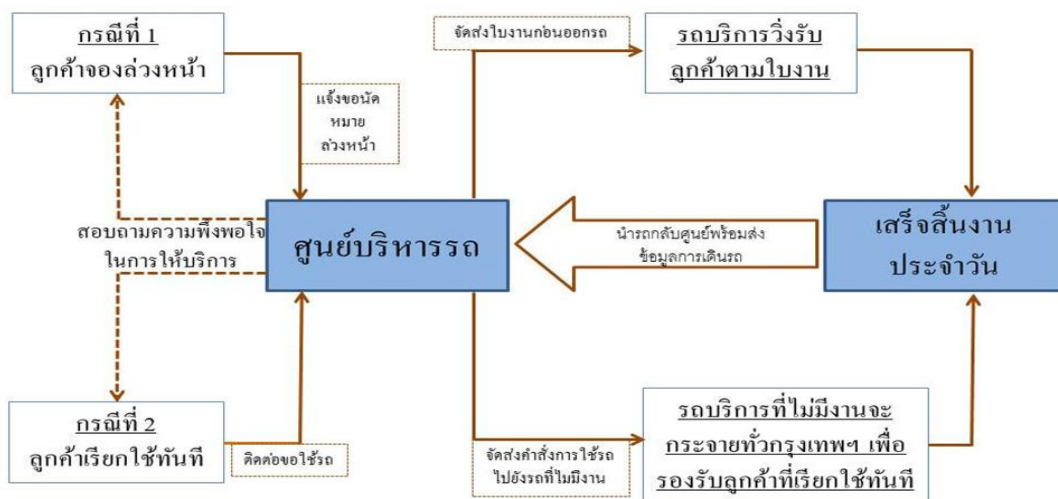 กรณีที่ 1
ลูกค้าจองล่วงหน้า
แจ้งขอนัด
หมาย
ล่วงหน้า
จัดส่งใบงานก่อนออกรถ
รถบริการวิ่งรับ
ลูกค้าตามใบงาน
สอบถามความพึงพอใจ
ในการให้บริการ
ศูนย์บริหารรถ
นำรถกลับศูนย์พร้อมส่ง
ข้อมูลการเดินรถ
เสร็จสิ้นงาน
ประจำวัน
กรณีที่ 2
ลูกค้าเรียกใช้ทันที
ติดต่อขอใช้รถ
จัดส่งคำสั่งการใช้รถ
ไปยังรถที่ไม่มีงาน
รถบริการที่ไม่มีงานจะ
กระจายทั่วกรุงเทพฯ เพื่อ
รองรับลูกค้าที่เรียกใช้ทันที